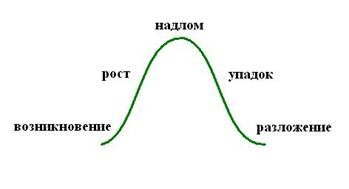 надлом
рост
упадок
возникновение
разложение